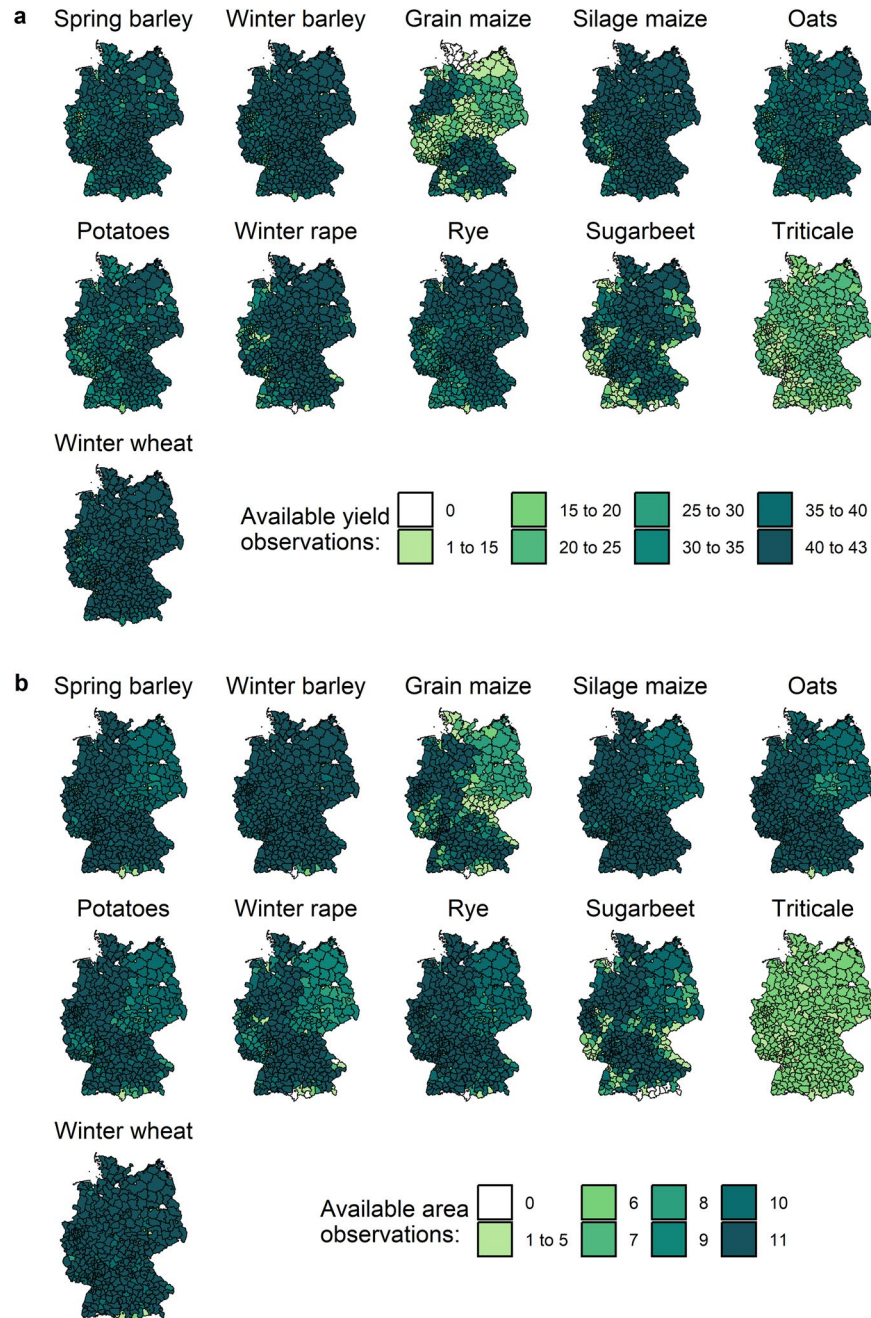 a
Spring barley
Winter barley
Grain maize
Silage maize
Oats
Potatoes
Winter rape
Rye
Sugarbeet
Triticale
Winter wheat
Available yield
observations:
0
1 to 15
15 to 20
20 to 25
25 to 30
30 to 35
35 to 40
40 to 43
b
Spring barley
Winter barley
Grain maize
Silage maize
Oats
Potatoes
Winter rape
Rye
Sugarbeet
Triticale
Winter wheat
Available area
observations:
0
1 to 5
6
7
8
9
10
11